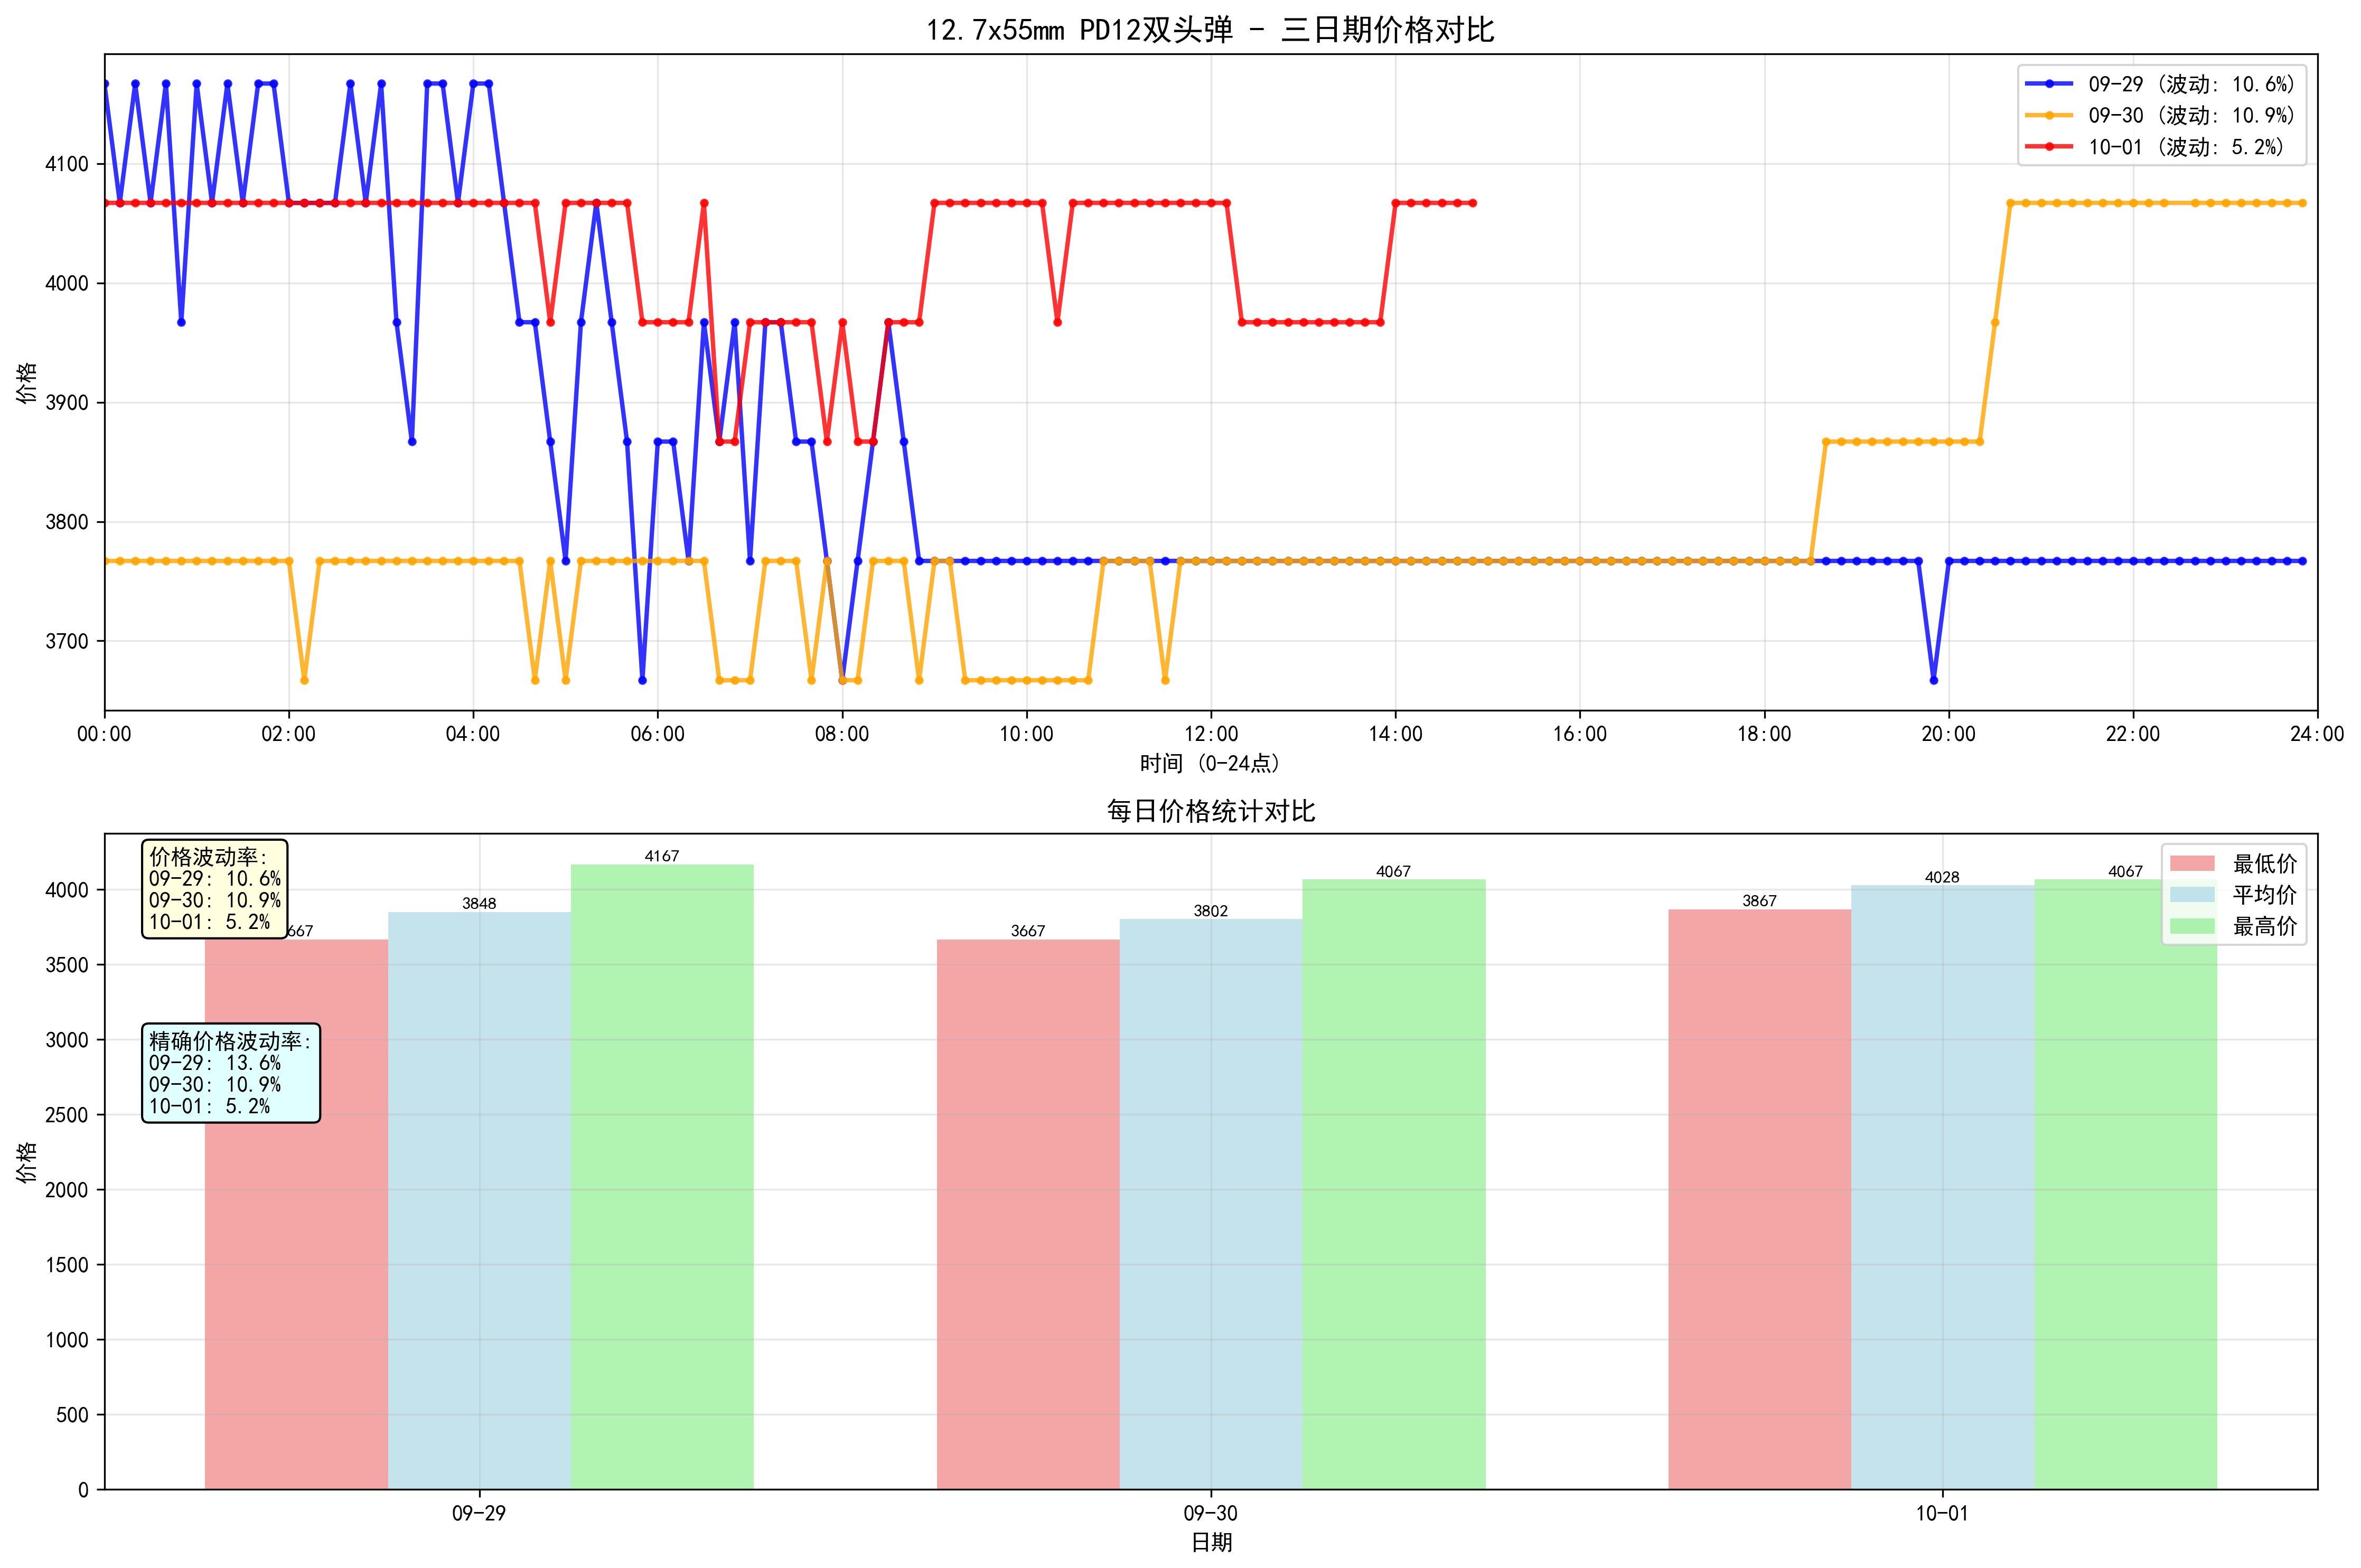 12.7x55mm PD12双头弹 - 三日期价格对比
09-29 (波动: 10.6%)
09-30 (波动: 10.9%)
10-01 (波动: 5.2%)
价格
4100
4000
3900
3800
3700
00:00 02:00 04:00 06:00 08:00 10:00 12:00 14:00 16:00 18:00 20:00 22:00 24:00
时间 (0-24点)
每日价格统计对比
价格波动率:
09-29: 10.6%
09-30: 10.9%
10-01: 5.2%
精确价格波动率:
09-29: 13.6%
09-30: 10.9%
10-01: 5.2%
最低价
平均价
最高价
667 3848 4167
3667 3802 4067
3867 4028 4067
价格
4000
3500
3000
2500
2000
1500
1000
500
0
09-29 09-30 10-01
日期